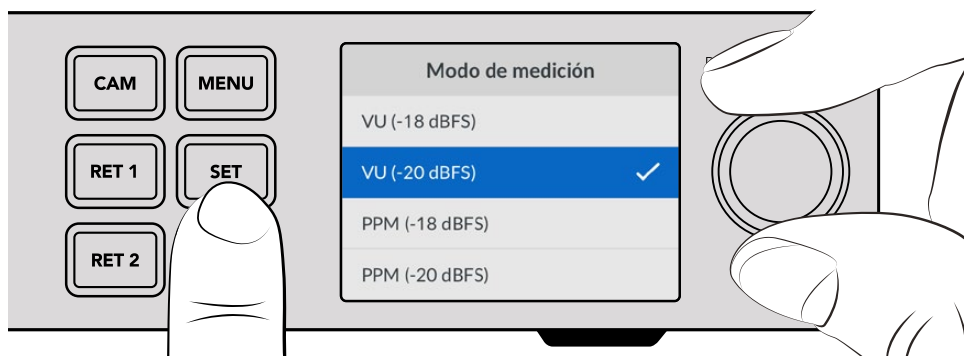 CAM
MENU
RET 1
SET
RET 2
Modo de medición
VU (-18 dBFS)
VU (-20 dBFS)
PPM (-18 dBFS)
PPM (-20 dBFS)